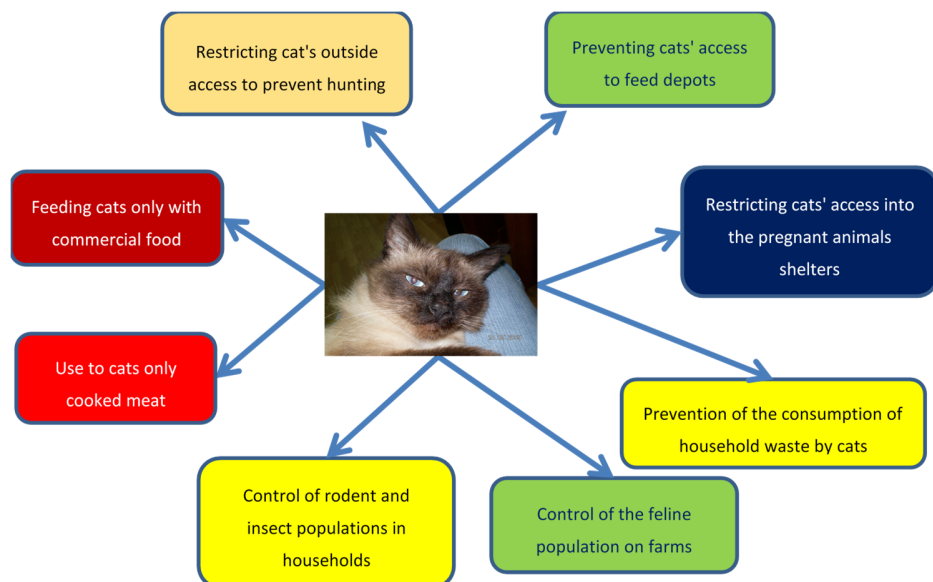 Restricting cat's outside
access to prevent hunting
Preventing cats' access
to feed depots
Feeding cats only with
commercial food
Restricting cats' access into
the pregnant animals
shelters
Use to cats only
cooked meat
Prevention of the consumption of
household waste by cats
Control of rodent and
insect populations in
households
Control of the feline
population on farms